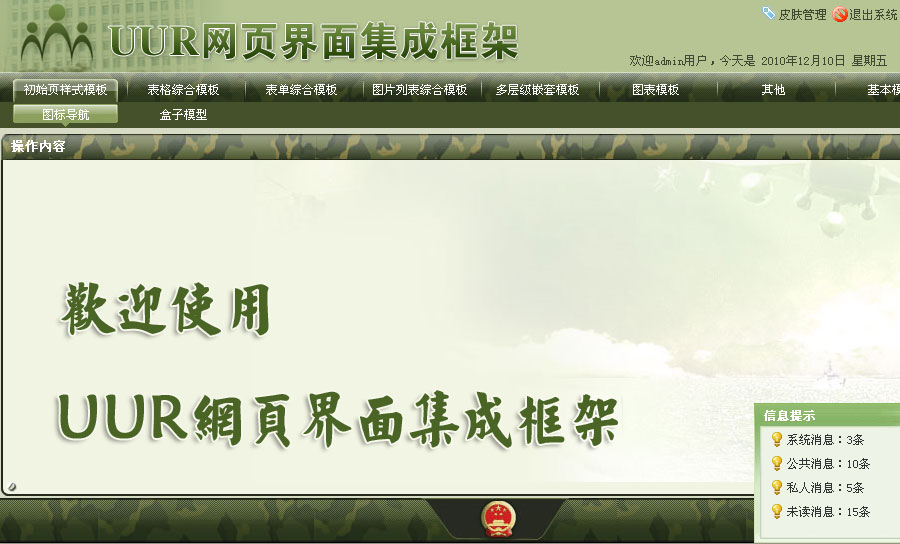 UUR网页界面集成框架
皮肤管理 退出系统
欢迎admin用户，今天是 2010年12月10日 星期五
初始页样式模板 表格综合模板 表单综合模板 图片列表综合模板 多层级嵌套模板 图表模板 其他 基本模
图标导航 盒子模型
操作内容
歡迎使用
UUR網頁界面集成框架
信息提示
系统消息：3条
公共消息：10条
私人消息：5条
未读消息：15条